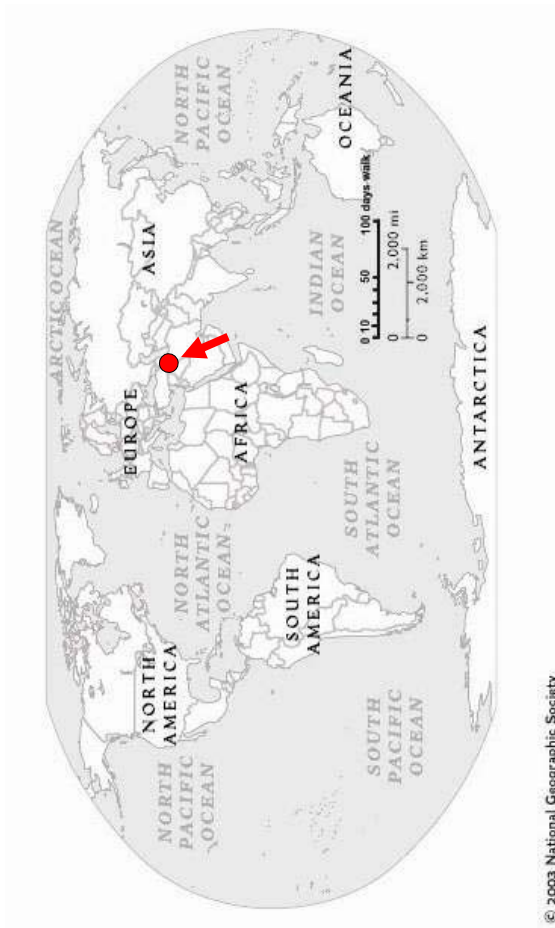 ARCTIC OCEAN
NORTH
PACIFIC
OCEAN
EUROPE
ASIA
NORTH
AMERICA
NORTH
ATLANTIC
OCEAN
NORTH
PACIFIC
OCEAN
AFRICA
INDIAN
OCEAN
OCEANIA
SOUTH
AMERICA
SOUTH
ATLANTIC
OCEAN
SOUTH
PACIFIC
OCEAN
0 10 50 100 days walk
0 2,000 mi
0 2,000 km
ANTARCTICA
© 2003 National Geographic Society